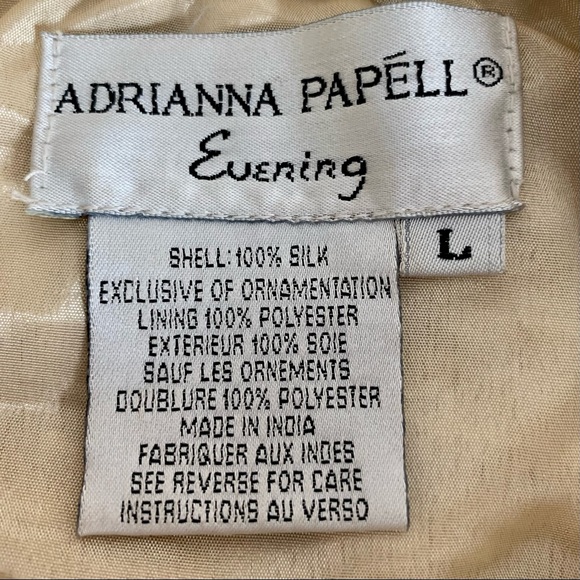 ADRIANNA PAPÉLL®
Evening
L
SHELL: 100% SILK
EXCLUSIVE OF ORNAMENTATION
LINING 100% POLYESTER
EXTERIEUR 100% SOIE
SAUF LES ORNEMENTS
DOUBLURE 100% POLYESTER
MADE IN INDIA
FABRIQUER AUX INDES
SEE REVERSE FOR CARE
INSTRUCTIONS AU VERSO